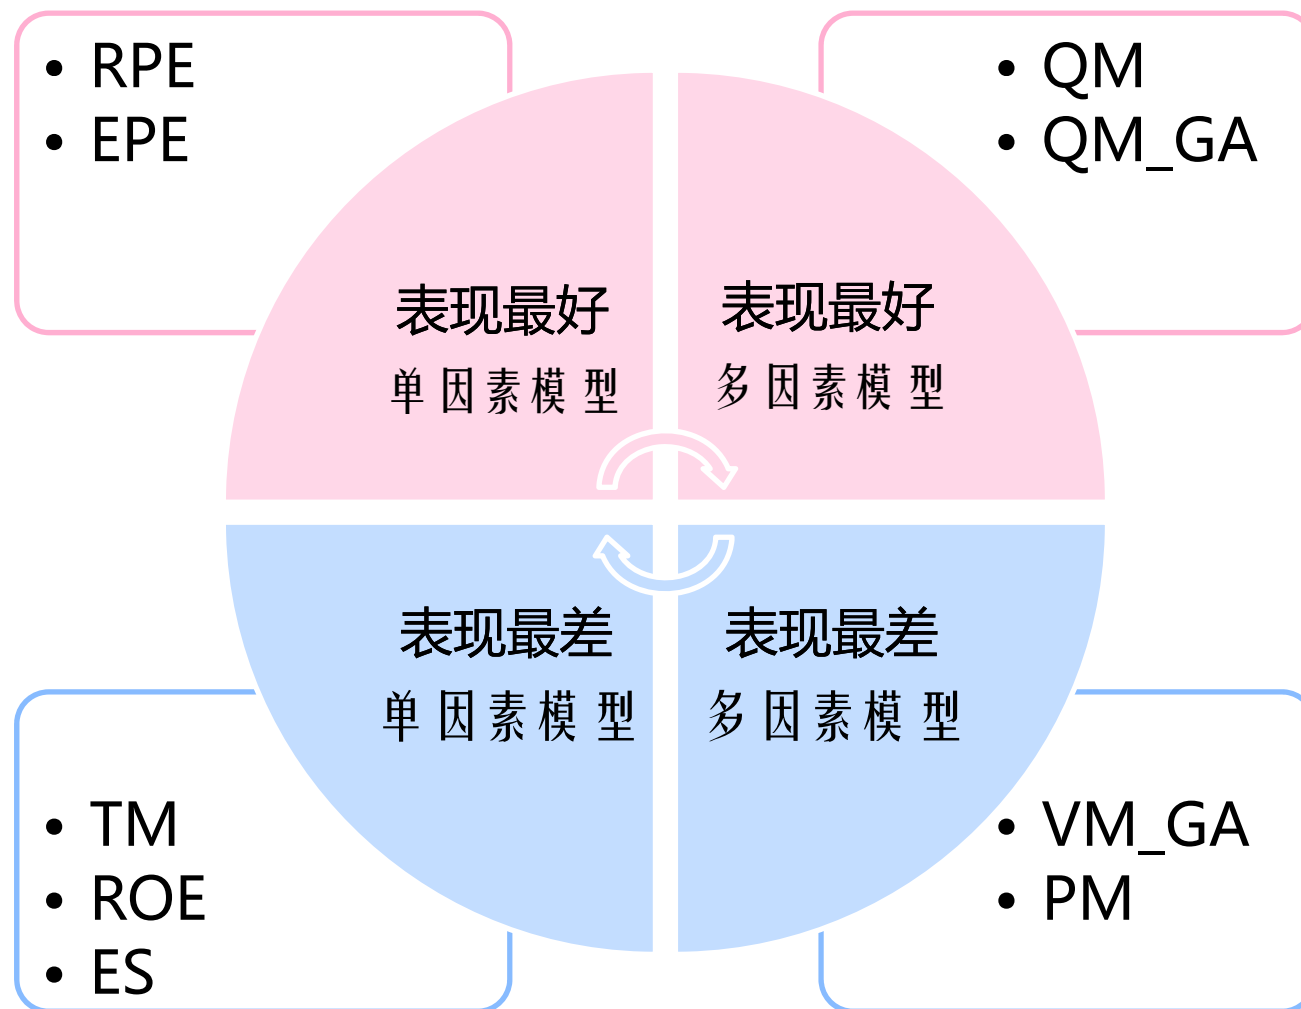 • RPE
• EPE
• QM
• QM_GA
表现最好
单因素模型
表现最好
多因素模型
表现最差
单因素模型
表现最差
多因素模型
• TM
• ROE
• ES
• VM_GA
• PM